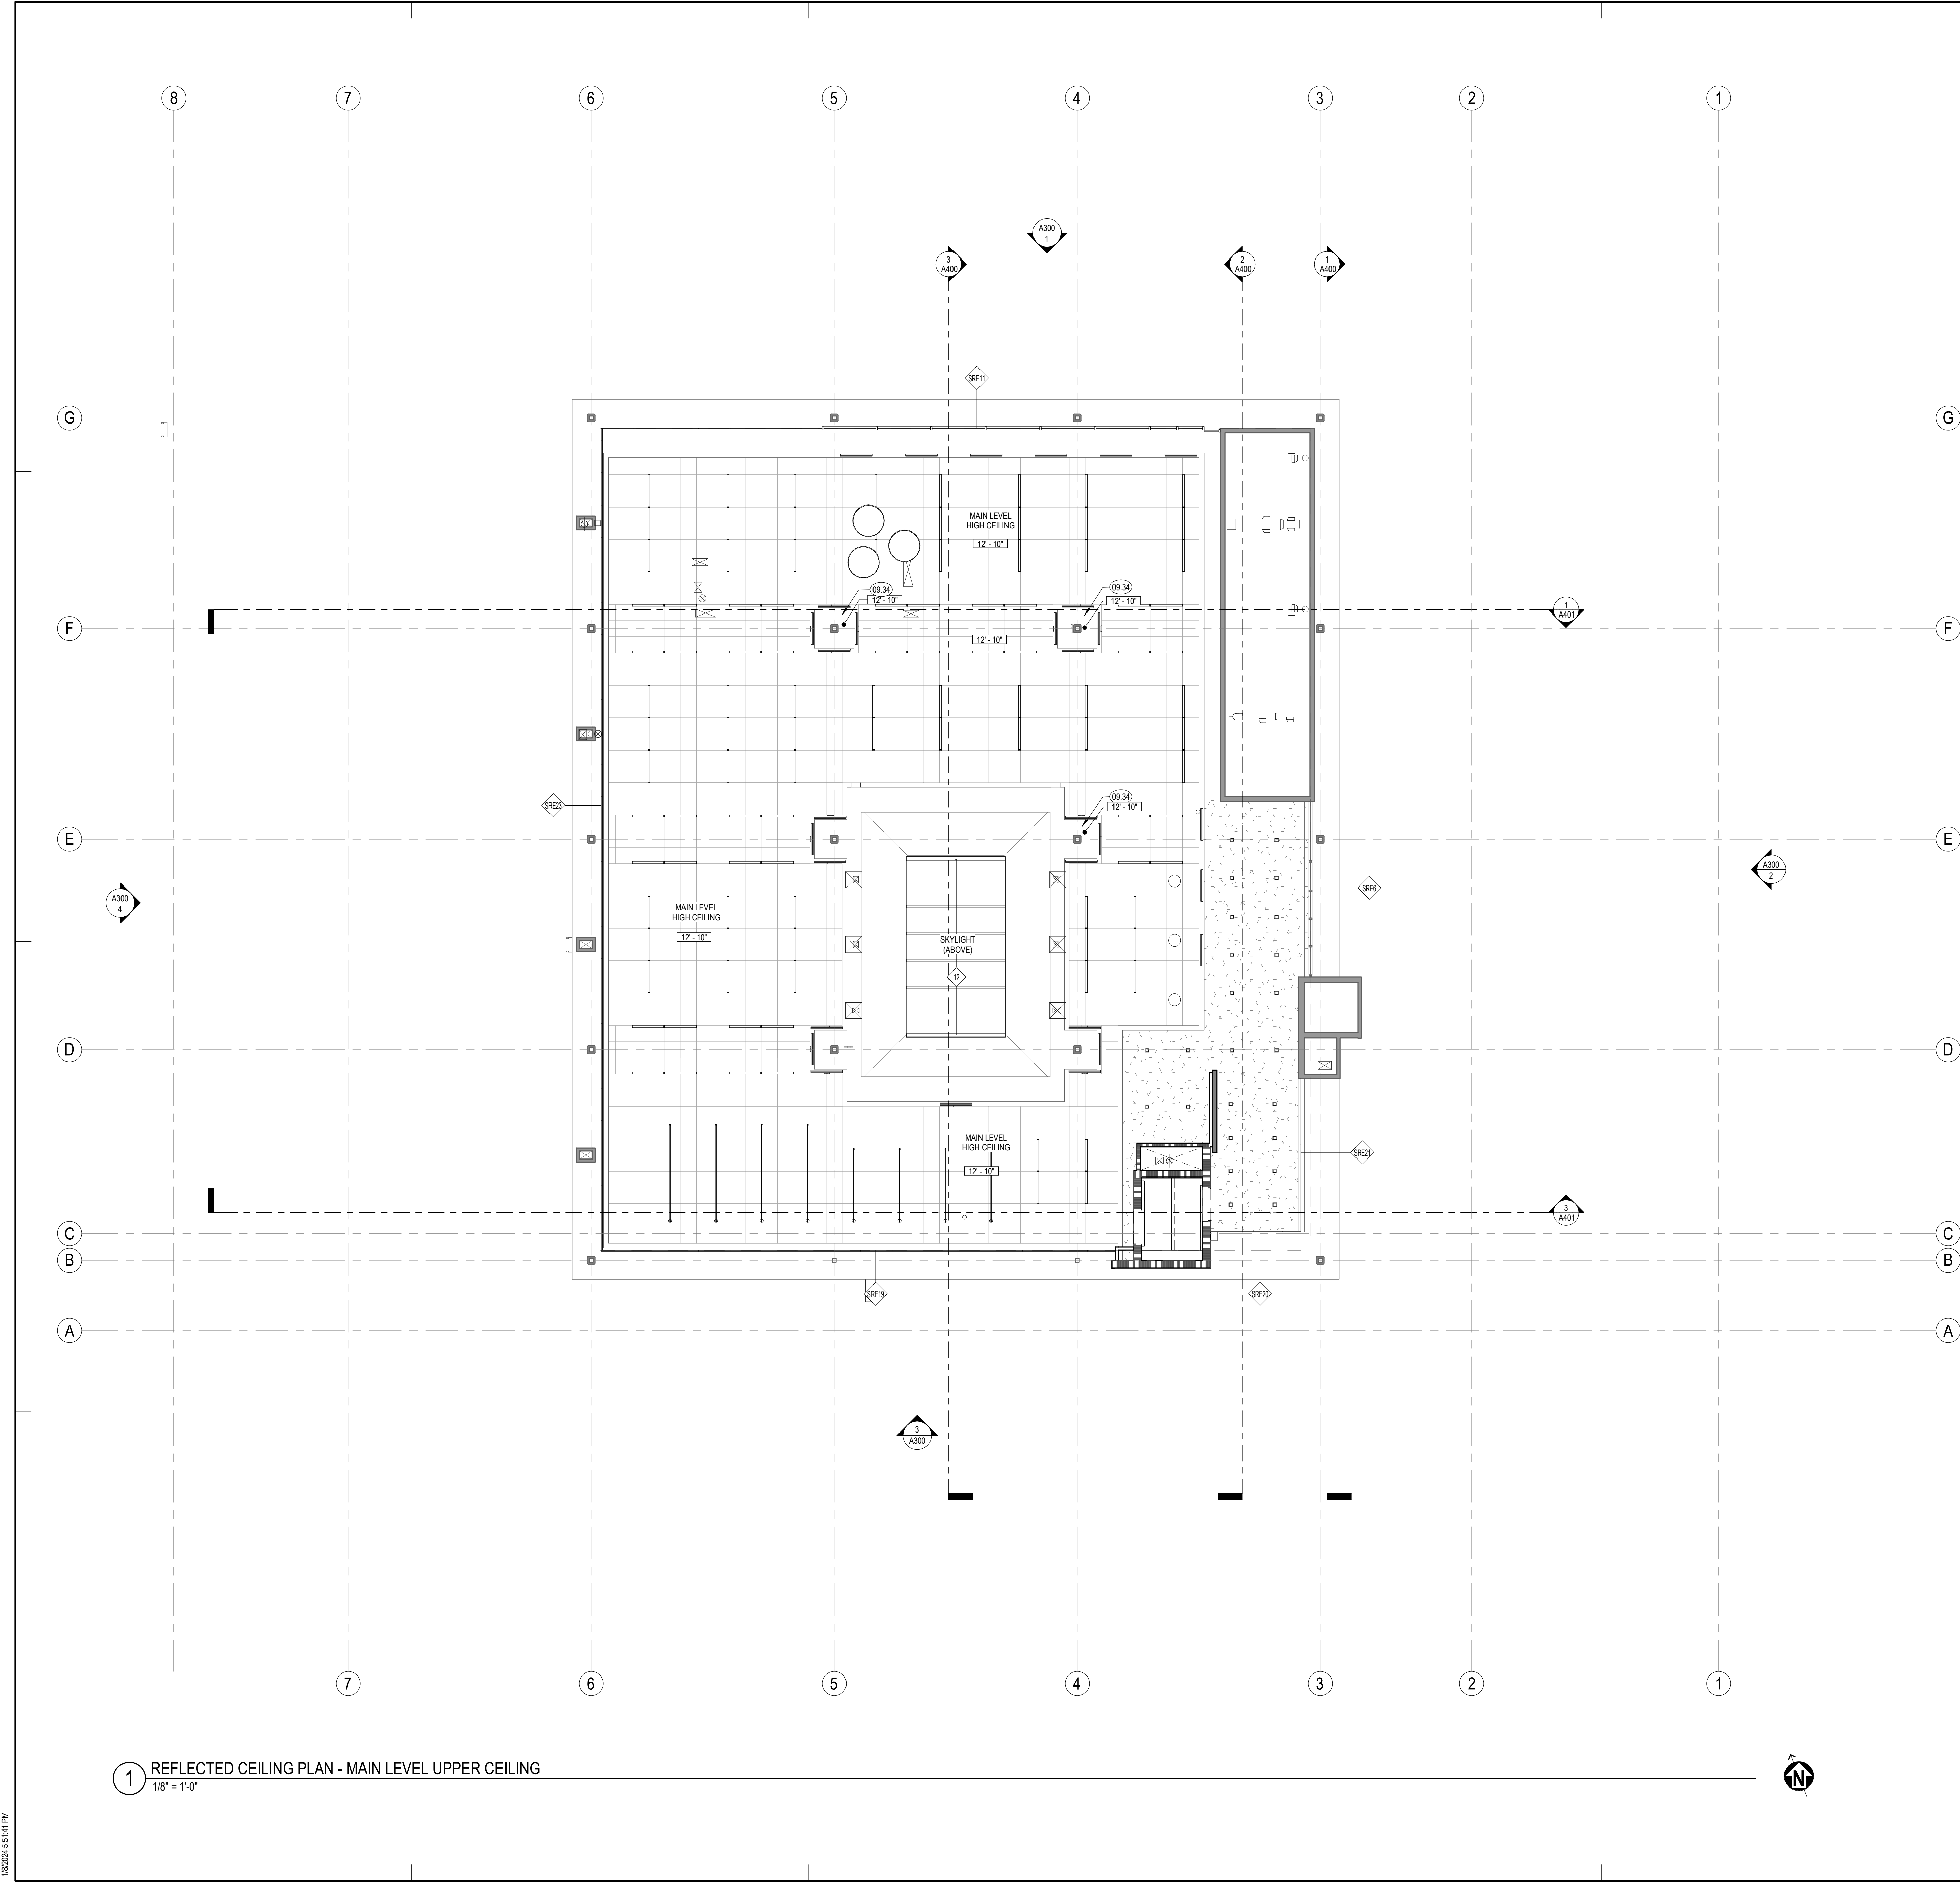 8 7 6 5 4 3 2 1
A300
1
3
A400
2
A400
1
A400
SRE11
G G
MAIN LEVEL
HIGH CEILING
12' - 10"
09.34
12' - 10"
09.34
12' - 10"
1
A401
F F
12' - 10"
SRE23
09.34
12' - 10"
E E
A300
2
SRE6
A300
4
MAIN LEVEL
HIGH CEILING
12' - 10"
SKYLIGHT
(ABOVE)
12
D D
MAIN LEVEL
HIGH CEILING
12' - 10"
SRE21
3
A401
C C
B B
SRE19
SRE20
A A
3
A300
7 6 5 4 3 2 1
1
REFLECTED CEILING PLAN - MAIN LEVEL UPPER CEILING
1/8" = 1'-0"
N
1/8/2024 5:51:41 PM